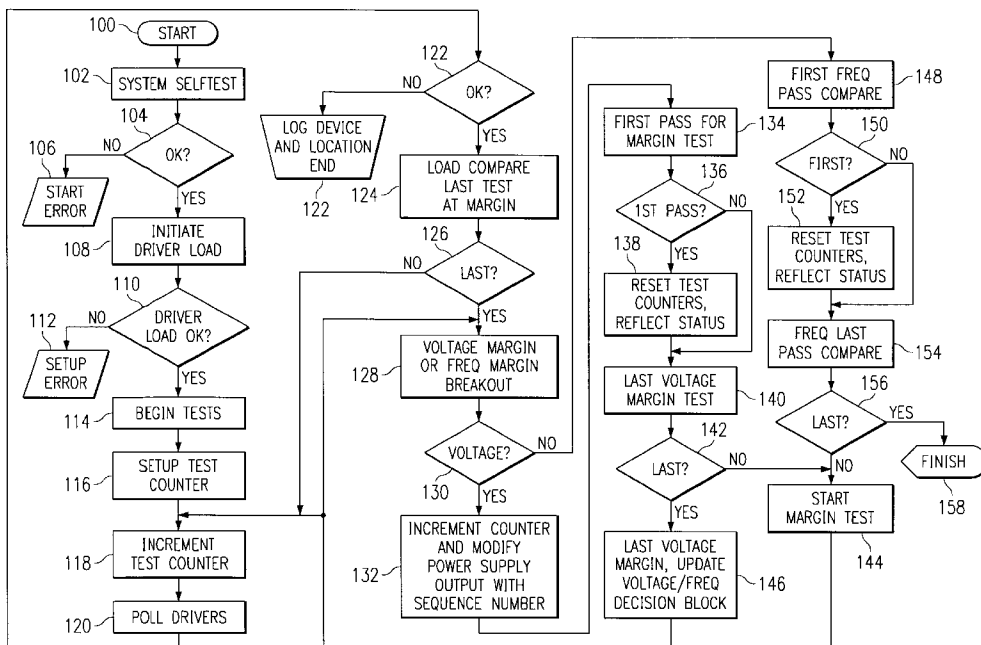 100
START
102
SYSTEM SELFTEST
104
OK?
NO
YES
106
START
ERROR
108
INITIATE
DRIVER LOAD
110
DRIVER
LOAD OK?
NO
YES
112
SETUP
ERROR
114
BEGIN TESTS
116
SETUP TEST
COUNTER
118
INCREMENT
TEST COUNTER
120
POLL DRIVERS
122
OK?
NO
YES
LOG DEVICE
AND LOCATION
END
122
124
LOAD COMPARE
LAST TEST
AT MARGIN
126
LAST?
NO
YES
128
VOLTAGE MARGIN
OR FREQ MARGIN
BREAKOUT
VOLTAGE?
NO
130
YES
132
INCREMENT COUNTER
AND MODIFY
POWER SUPPLY
OUTPUT WITH
SEQUENCE NUMBER
FIRST PASS FOR
MARGIN TEST
134
136
1ST PASS?
NO
YES
138
RESET TEST
COUNTERS,
REFLECT STATUS
LAST VOLTAGE
MARGIN TEST
140
142
LAST?
NO
YES
LAST VOLTAGE
MARGIN, UPDATE
VOLTAGE/FREQ
DECISION BLOCK
146
FIRST FREQ
PASS COMPARE
148
150
FIRST?
NO
YES
152
RESET TEST
COUNTERS,
REFLECT STATUS
FREQ LAST
PASS COMPARE
154
156
LAST?
YES
NO
FINISH
158
START
MARGIN TEST
144